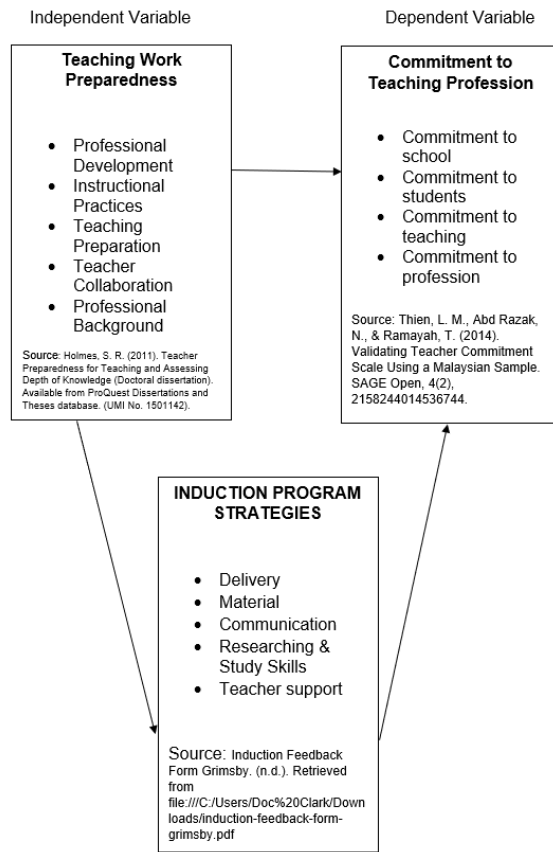 Independent Variable
Dependent Variable
Teaching Work
Preparedness
• Professional
Development
• Instructional
Practices
• Teaching
Preparation
• Teacher
Collaboration
• Professional
Background
Source: Holmes, S. R. (2011). Teacher
Preparedness for Teaching and Assessing
Depth of Knowledge (Doctoral dissertation).
Available from ProQuest Dissertations and
Theses database. (UMI No. 1501142).
Commitment to
Teaching Profession
• Commitment to
school
• Commitment to
students
• Commitment to
teaching
• Commitment to
profession
Source: Thien, L. M., Abd Razak,
N., & Ramayah, T. (2014).
Validating Teacher Commitment
Scale Using a Malaysian Sample.
SAGE Open, 4(2),
2158244014536744.
INDUCTION PROGRAM
STRATEGIES
• Delivery
• Material
• Communication
• Researching &
Study Skills
• Teacher support
Source: Induction Feedback
Form Grimsby. (n.d.). Retrieved
from
file:///C:/Users/Doc%20Clark/Down
loads/induction-feedback-form-
grimsby.pdf